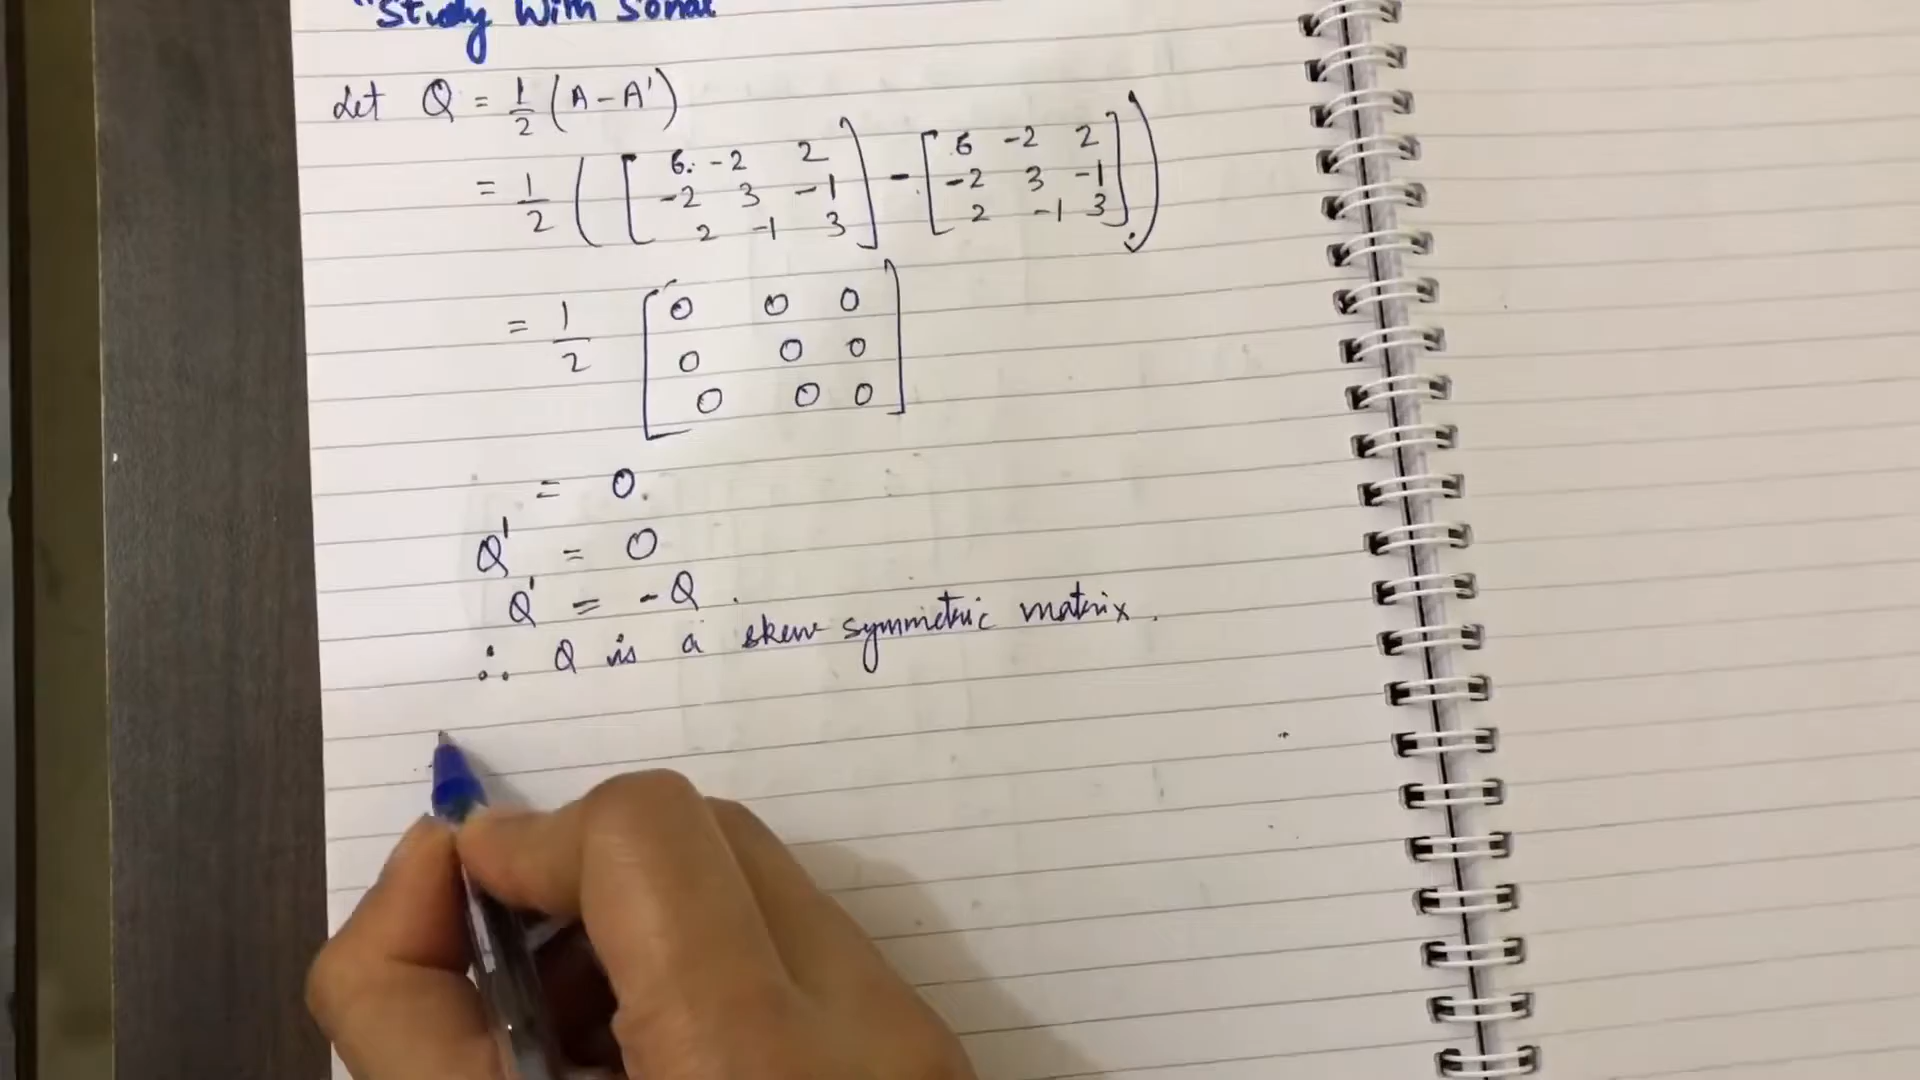 "Study With Sonal
Let Q = 1/2 (A - A')
= 1/2 ( [ 6 -2 2
-2 3 -1
2 -1 3 ] - [ 6 -2 2
-2 3 -1
2 -1 3 ] )
= 1/2 [ 0 0 0
0 0 0
0 0 0 ]
= 0.
Q' = 0
Q' = -Q.
∴ Q is a skew symmetric matrix.